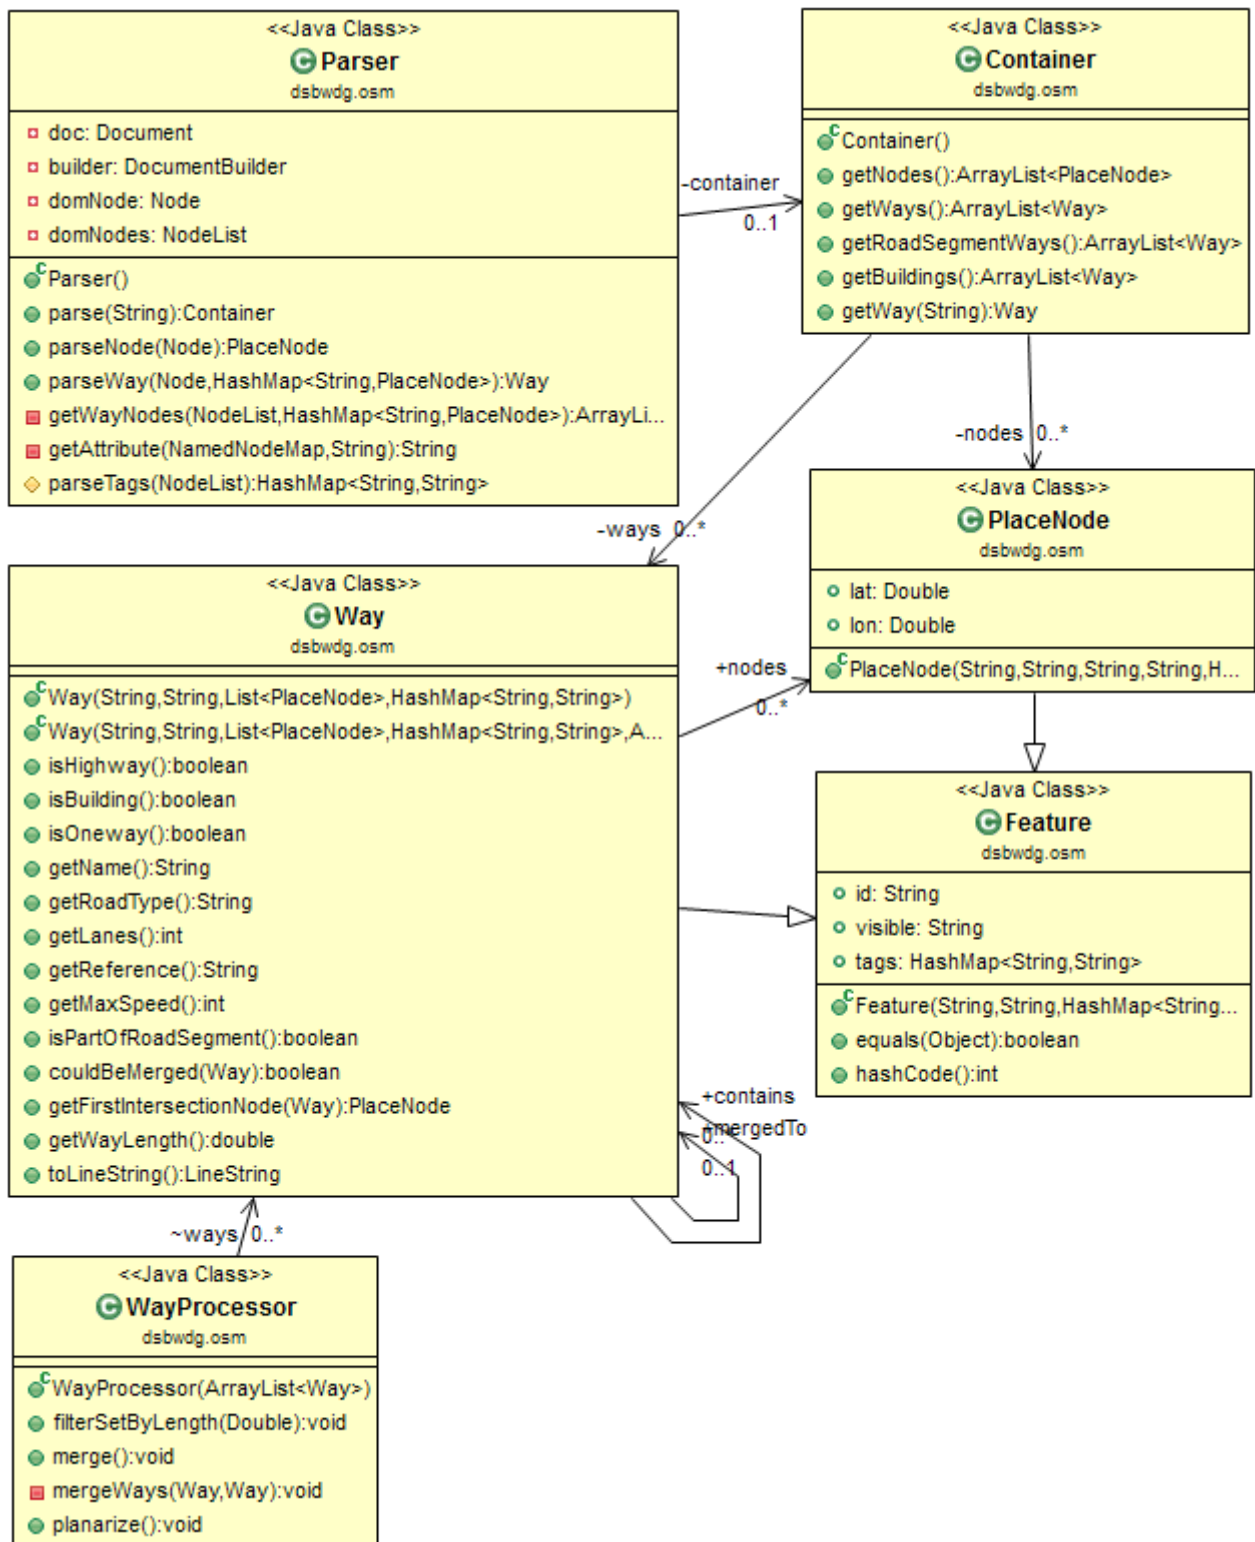 <<Java Class>>
C Parser
dsbwdg.osm
doc: Document
builder: DocumentBuilder
domNode: Node
domNodes: NodeList
Parser()
parse(String):Container
parseNode(Node):PlaceNode
parseWay(Node,HashMap<String,PlaceNode>):Way
getWayNodes(NodeList,HashMap<String,PlaceNode>):ArrayLi...
getAttribute(NamedNodeMap,String):String
parseTags(NodeList):HashMap<String,String>
-container
0..1
<<Java Class>>
C Container
dsbwdg.osm
C Container()
getNodes():ArrayList<PlaceNode>
getWays():ArrayList<Way>
getRoadSegmentWays():ArrayList<Way>
getBuildings():ArrayList<Way>
getWay(String):Way
-nodes 0..*
-ways 0..*
<<Java Class>>
C PlaceNode
dsbwdg.osm
lat: Double
lon: Double
C PlaceNode(String,String,String,String,H...
<<Java Class>>
C Way
dsbwdg.osm
C Way(String,String,List<PlaceNode>,HashMap<String,String>)
C Way(String,String,List<PlaceNode>,HashMap<String,String>,A...
isHighway():boolean
isBuilding():boolean
isOneway():boolean
getName():String
getRoadType():String
getLanes():int
getReference():String
getMaxSpeed():int
isPartOfRoadSegment():boolean
couldBeMerged(Way):boolean
getFirstIntersectionNode(Way):PlaceNode
getWayLength():double
toLineString():LineString
+nodes
0..*
<<Java Class>>
C Feature
dsbwdg.osm
id: String
visible: String
tags: HashMap<String,String>
C Feature(String,String,HashMap<String...
equals(Object):boolean
hashCode():int
+contains
+mergedTo
0..*
0..1
~ways 0..*
<<Java Class>>
C WayProcessor
dsbwdg.osm
C WayProcessor(ArrayList<Way>)
filterSetByLength(Double):void
merge():void
mergeWays(Way,Way):void
planarize():void